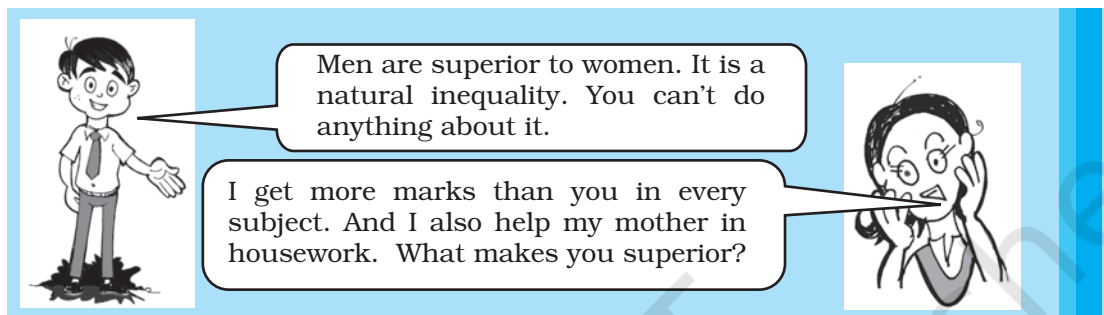 Men are superior to women. It is a
natural inequality. You can't do
anything about it.
I get more marks than you in every
subject. And I also help my mother in
housework. What makes you superior?